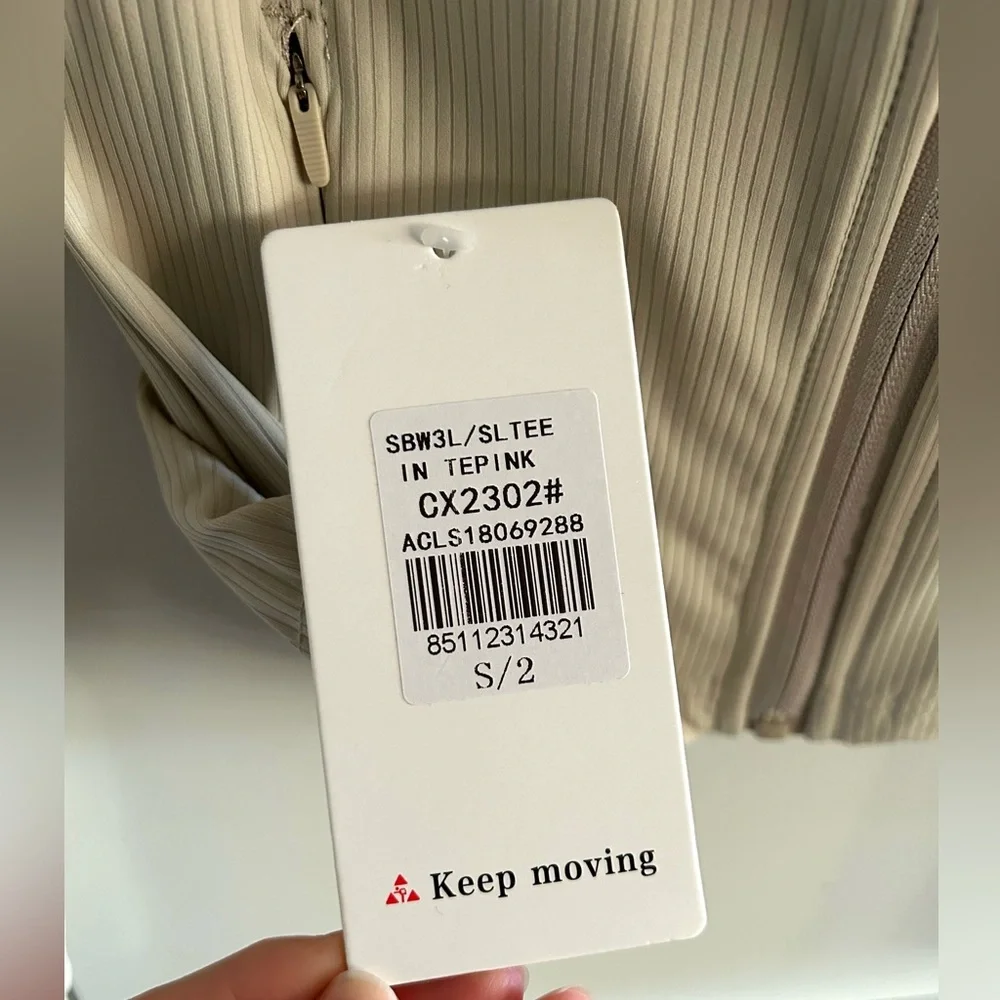 SBW3L/SLTEE
IN TEPINK
CX2302#
ACLS18069288
85112314321
S/2
Keep moving